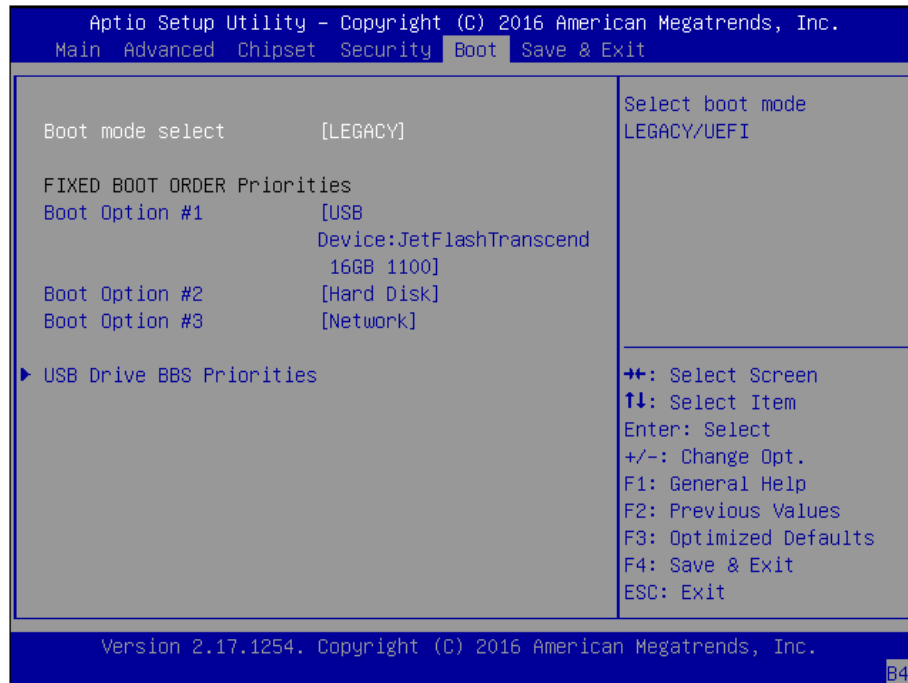 Aptio Setup Utility – Copyright (C) 2016 American Megatrends, Inc.
Main Advanced Chipset Security Boot Save & Exit
Boot mode select [LEGACY]
FIXED BOOT ORDER Priorities
Boot Option #1 [USB
Device:JetFlashTranscend
16GB 1100]
Boot Option #2 [Hard Disk]
Boot Option #3 [Network]
▶ USB Drive BBS Priorities
Select boot mode
LEGACY/UEFI
→←: Select Screen
↑↓: Select Item
Enter: Select
+/-: Change Opt.
F1: General Help
F2: Previous Values
F3: Optimized Defaults
F4: Save & Exit
ESC: Exit
Version 2.17.1254. Copyright (C) 2016 American Megatrends, Inc.
B4